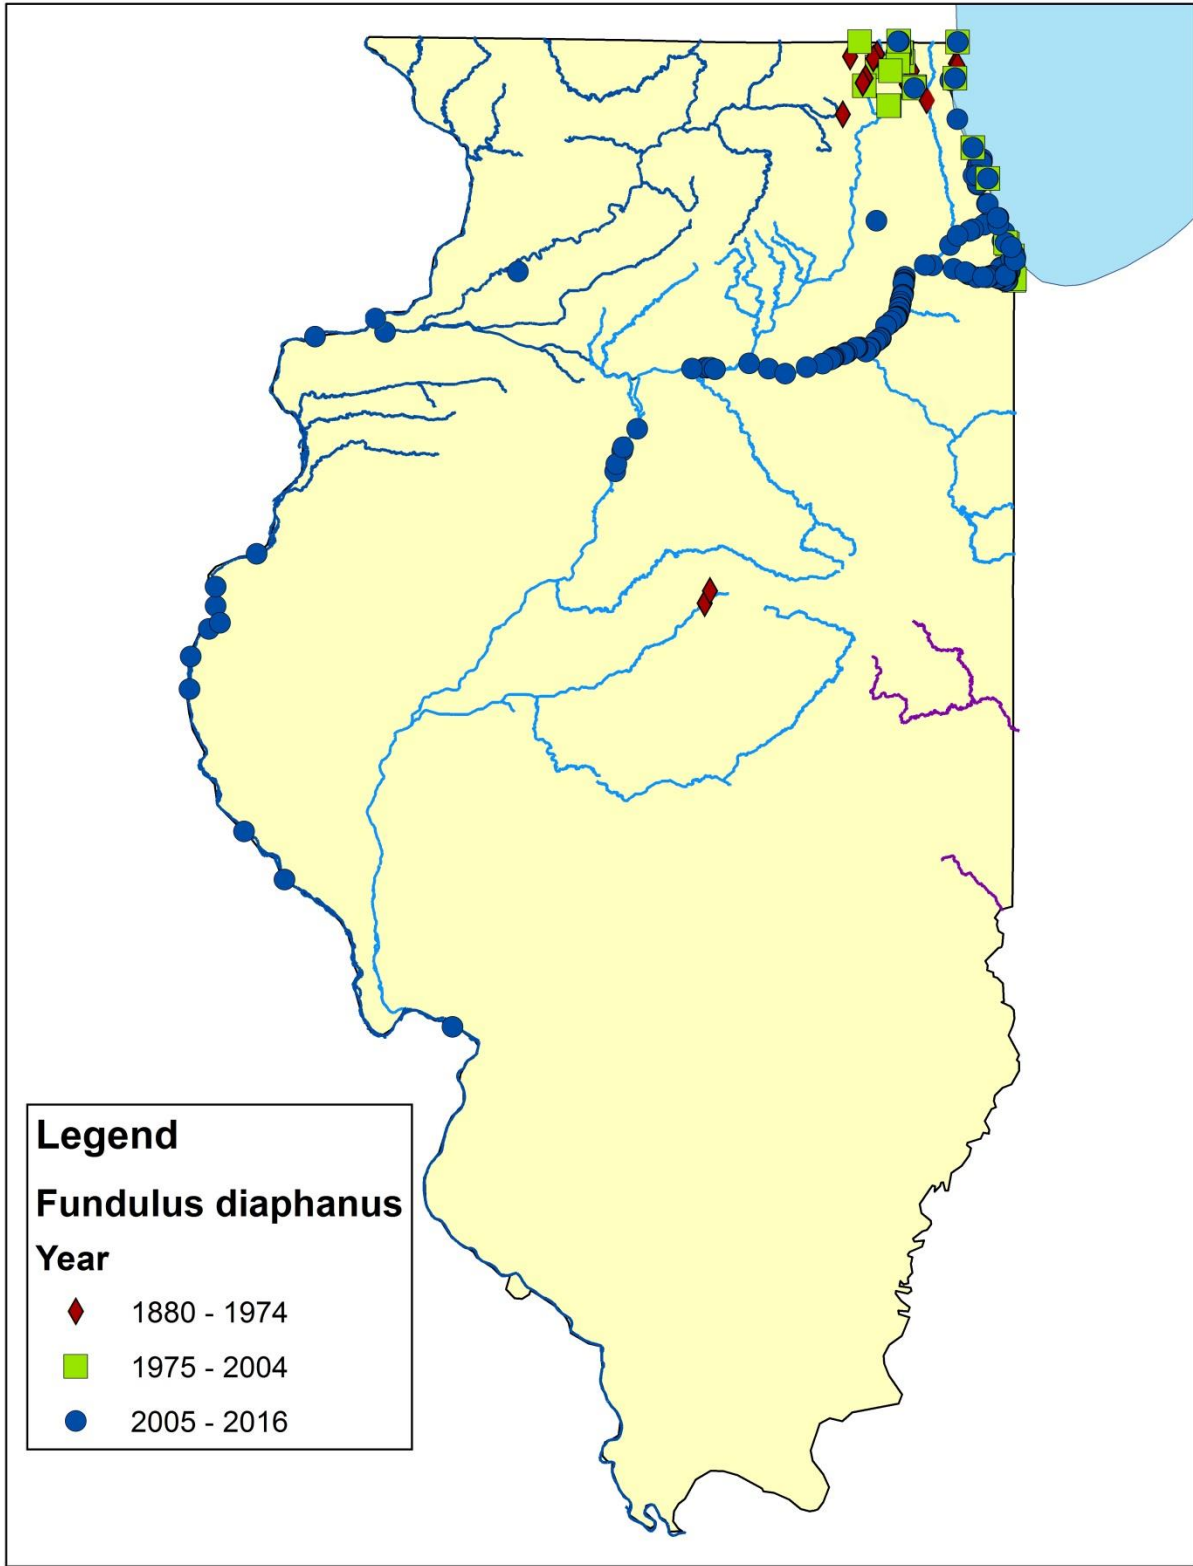 Legend
Fundulus diaphanus
Year
1880 - 1974
1975 - 2004
2005 - 2016